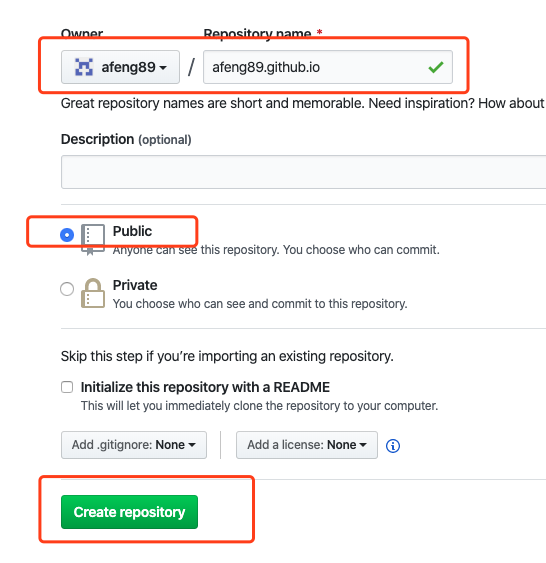 Owner Repository name *
afeng89 / afeng89.github.io
Great repository names are short and memorable. Need inspiration? How about
Description (optional)
Public
Anyone can see this repository. You choose who can commit.
Private
You choose who can see and commit to this repository.
Skip this step if you’re importing an existing repository.
Initialize this repository with a README
This will let you immediately clone the repository to your computer.
Add .gitignore: None Add a license: None
Create repository